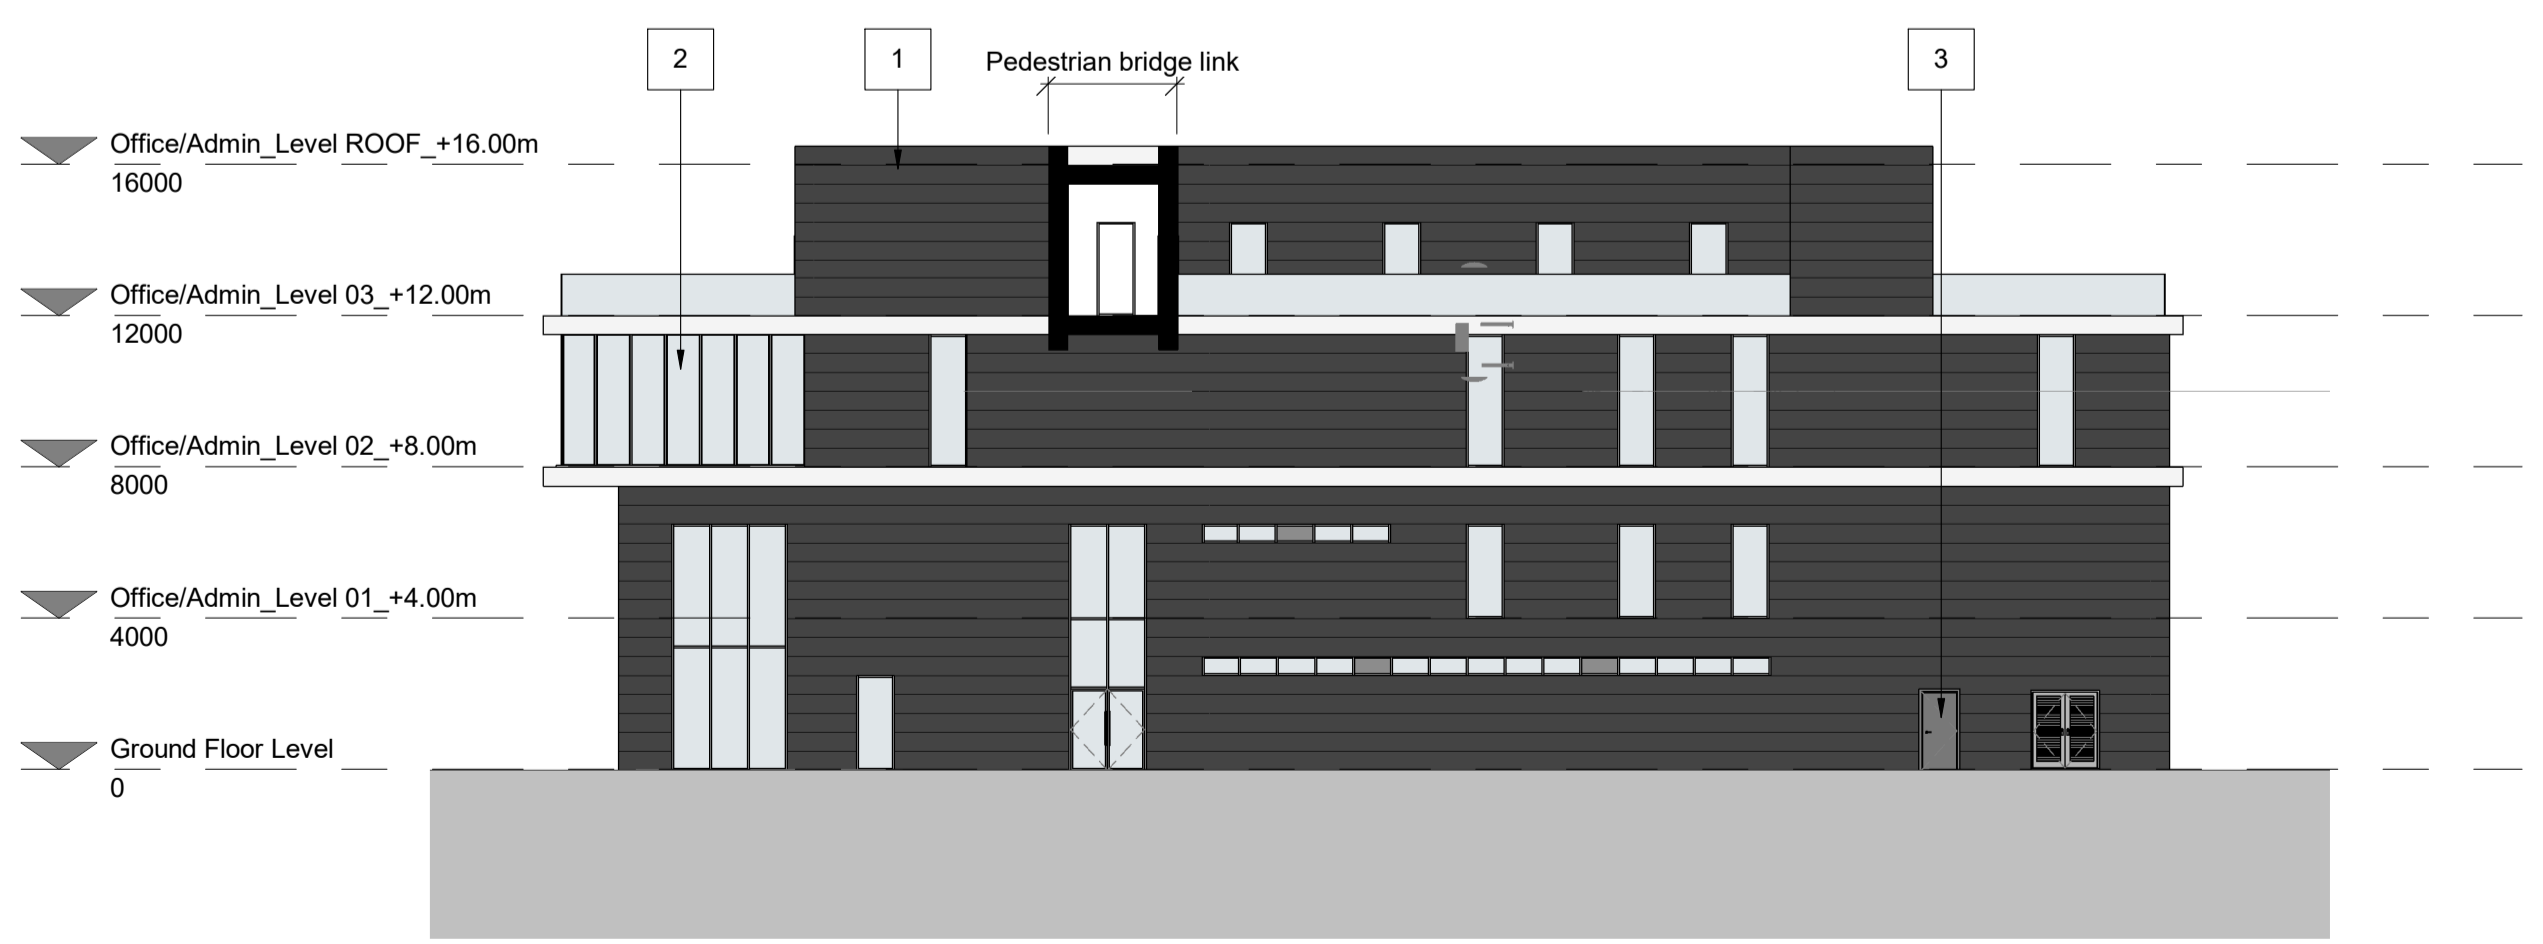 2
1
Pedestrian bridge link
3
Office/Admin_Level ROOF_+16.00m
16000
Office/Admin_Level 03_+12.00m
12000
Office/Admin_Level 02_+8.00m
8000
Office/Admin_Level 01_+4.00m
4000
Ground Floor Level
0